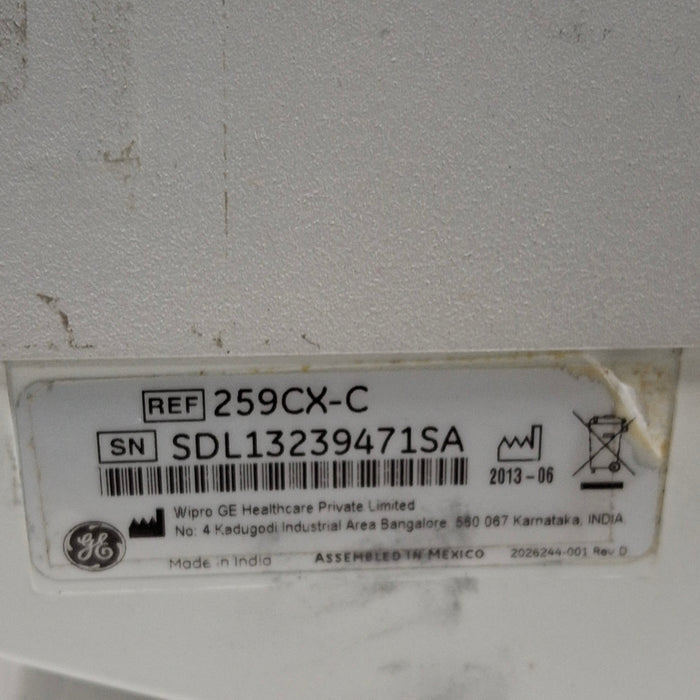 REF 259CX-C
SN SDL13239471SA
2013-06
Wipro GE Healthcare Private Limited
No: 4 Kadugodi Industrial Area Bangalore 560 067 Karnataka, INDIA
GE
Made in India ASSEMBLED IN MEXICO 2026244-001 Rev D